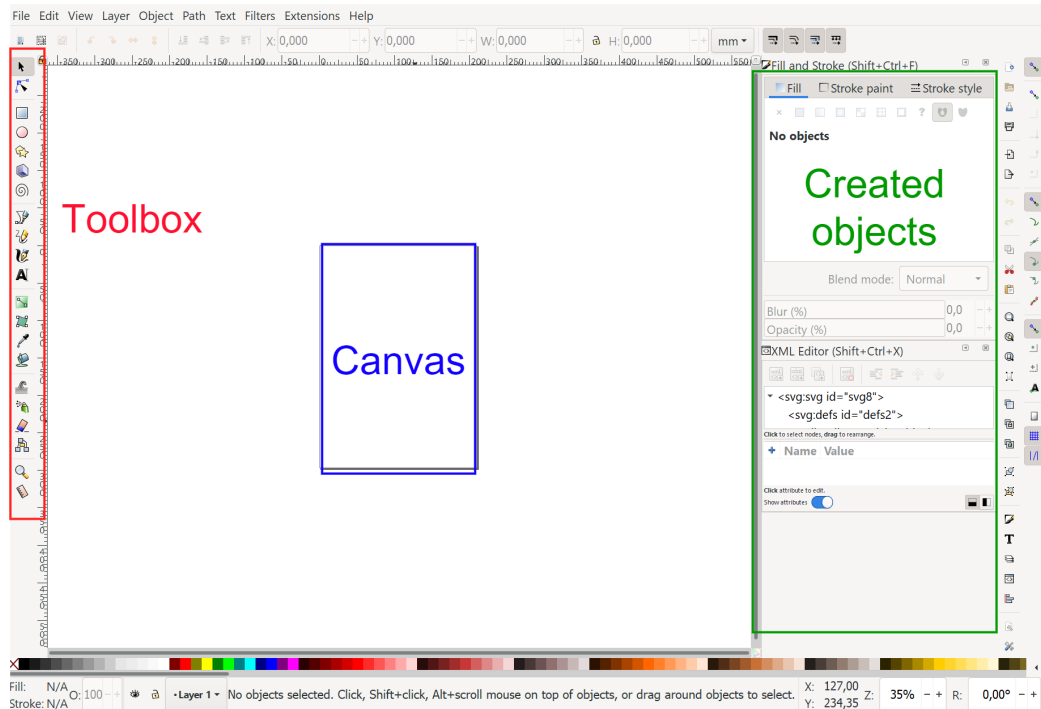 File Edit View Layer Object Path Text Filters Extensions Help
X: 0,000 Y: 0,000 W: 0,000 H: 0,000 mm
Fill and Stroke (Shift+Ctrl+F)
Fill Stroke paint Stroke style
No objects
Created
objects
Toolbox
Canvas
Blend mode: Normal
Blur (%) 0,0
Opacity (%) 0,0
XML Editor (Shift+Ctrl+X)
<svg:svg id="svg8">
<svg:defs id="defs2">
Click to select nodes, drag to rearrange.
Name Value
Click attribute to edit.
Show attributes
Fill: N/A
Stroke: N/A
O: 100
Layer 1
No objects selected. Click, Shift+click, Alt+scroll mouse on top of objects, or drag around objects to select.
X: 127,00
Y: 234,35
Z: 35%
R: 0,00°